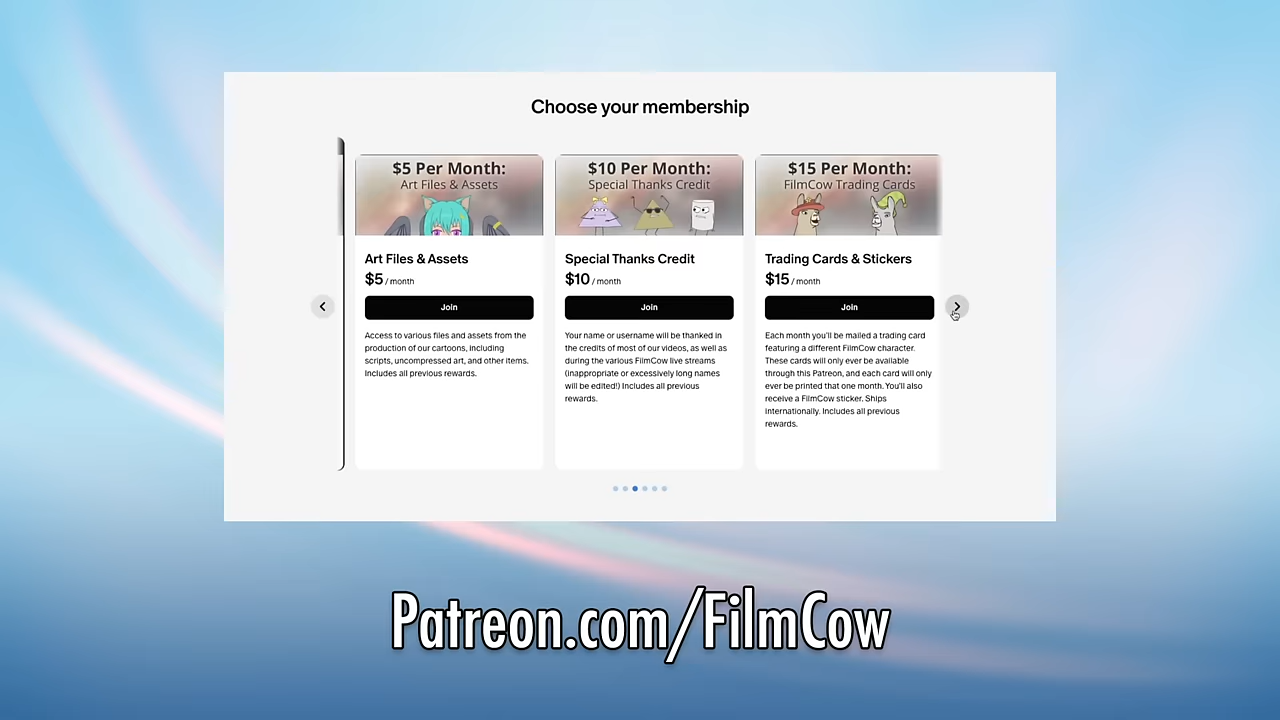 Choose your membership
$5 Per Month:
Art Files & Assets
Art Files & Assets
$5 / month
Join
Access to various files and assets from the
production of our cartoons, including
scripts, uncompressed art, and other items.
Includes all previous rewards.
$10 Per Month:
Special Thanks Credit
Special Thanks Credit
$10 / month
Join
Your name or username will be thanked in
the credits of most of our videos, as well as
during the various FilmCow live streams
(inappropriate or excessively long names
will be edited!) Includes all previous
rewards.
$15 Per Month:
FilmCow Trading Cards
Trading Cards & Stickers
$15 / month
Join
Each month you'll be mailed a trading card
featuring a different FilmCow character.
These cards will only ever be available
through this Patreon, and each card will only
ever be printed that one month. You'll also
receive a FilmCow sticker. Ships
internationally. Includes all previous
rewards.
Patreon.com/FilmCow